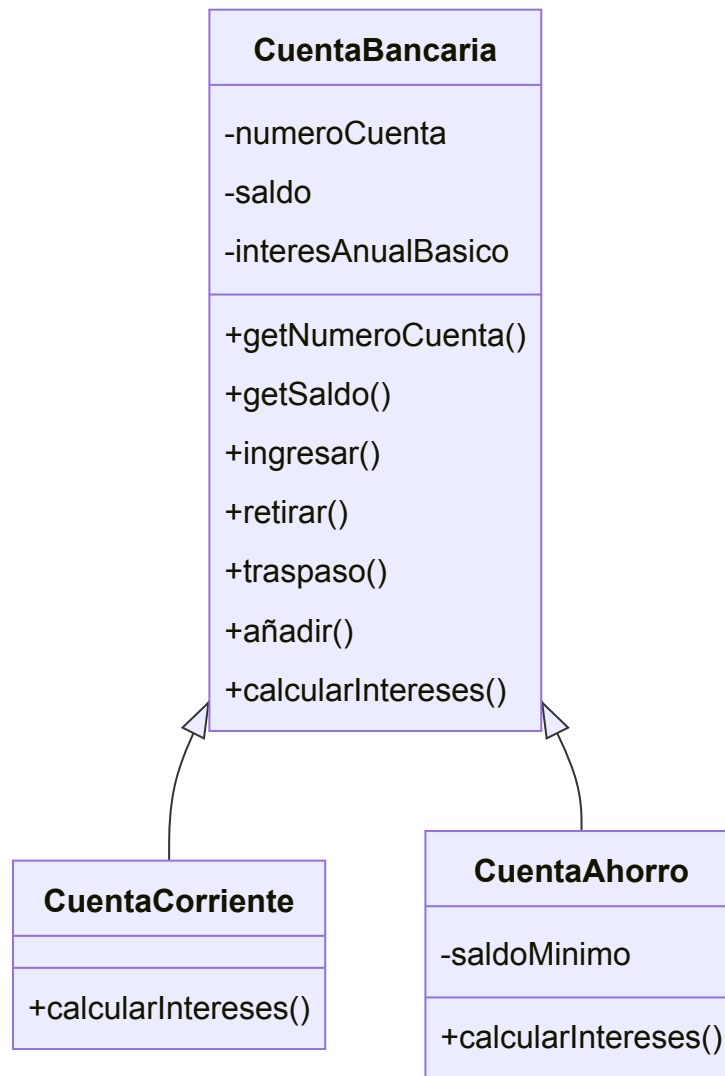 CuentaBancaria
-numeroCuenta
-saldo
-interesAnualBasico
+getNumeroCuenta()
+getSaldo()
+ingresar()
+retirar()
+traspaso()
+añadir()
+calcularIntereses()
CuentaCorriente
+calcularIntereses()
CuentaAhorro
-saldoMinimo
+calcularIntereses()